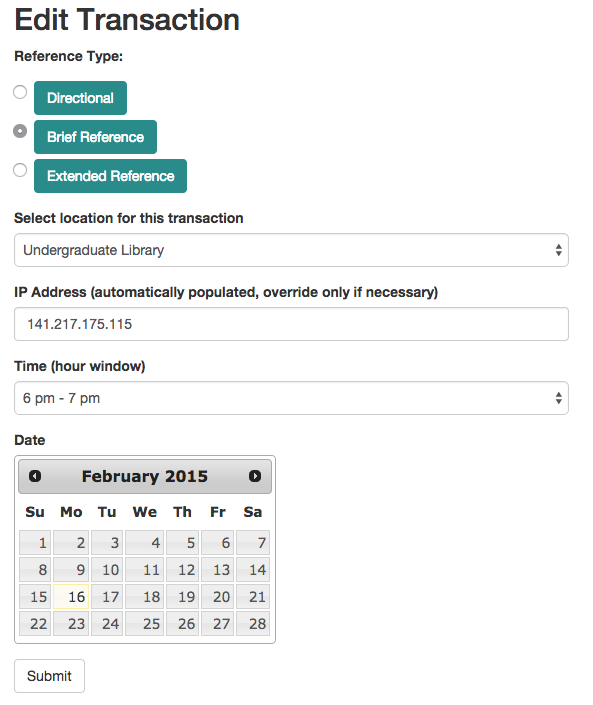 Edit Transaction
Reference Type:
Directional
Brief Reference
Extended Reference
Select location for this transaction
Undergraduate Library
IP Address (automatically populated, override only if necessary)
141.217.175.115
Time (hour window)
6 pm - 7 pm
Date
February 2015
Su Mo Tu We Th Fr Sa
1 2 3 4 5 6 7
8 9 10 11 12 13 14
15 16 17 18 19 20 21
22 23 24 25 26 27 28
Submit